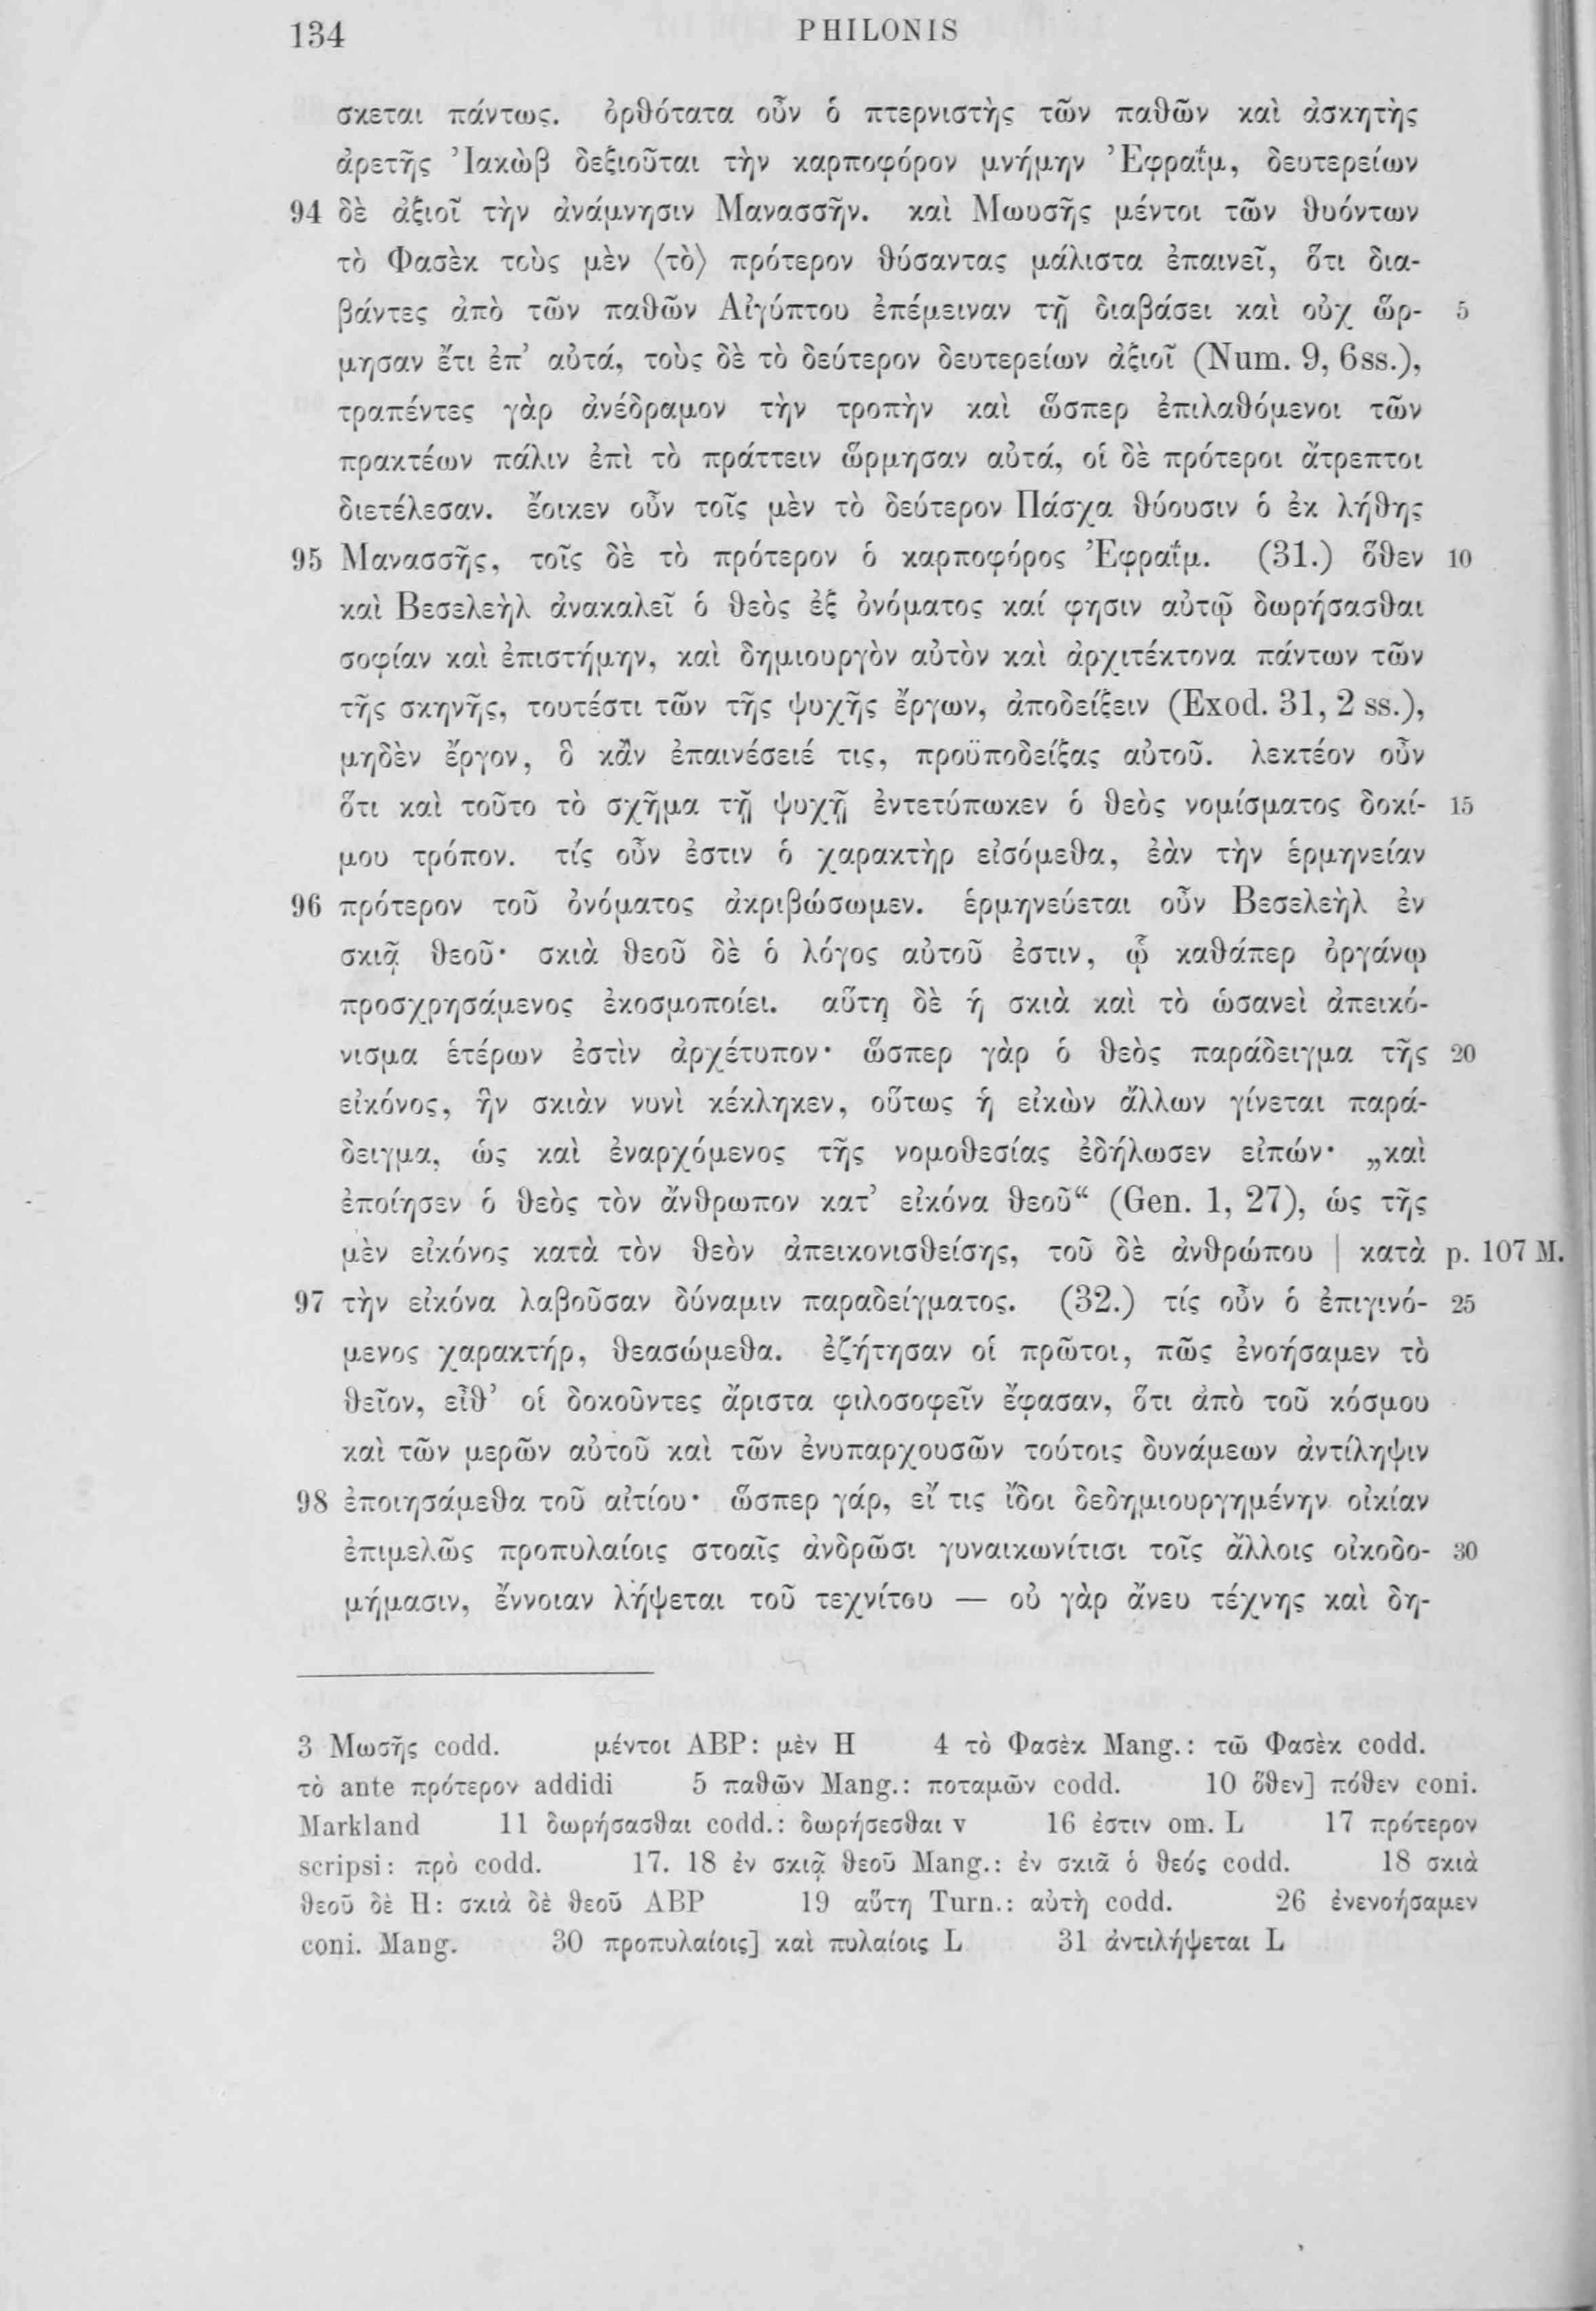 134 PHILONIS
σκεται πάντως. ὀρθότατα οὖν ὁ πτερνιστὴς τῶν παθῶν καὶ ἀσκητὴς
ἀρετῆς Ἰακὼβ δεξιοῦται τὴν καρποφόρον μνήμην Ἐφραΐμ, δευτερείων
94 δὲ ἀξιοῖ τὴν ἀνάμνησιν Μανασσῆν. καὶ Μωυσῆς μέντοι τῶν θυόντων
τὸ Φασὲκ τοὺς μὲν ⟨τὸ⟩ πρότερον θύσαντας μάλιστα ἐπαινεῖ, ὅτι δια-
βάντες ἀπὸ τῶν παθῶν Αἰγύπτου ἐπέμειναν τῇ διαβάσει καὶ οὐχ ὥρ- 5
μησαν ἔτι ἐπ’ αὐτά, τοὺς δὲ τὸ δεύτερον δευτερείων ἀξιοῖ (Num. 9, 6ss.),
τραπέντες γὰρ ἀνέδραμον τὴν τροπὴν καὶ ὥσπερ ἐπιλαθόμενοι τῶν
πρακτέων πάλιν ἐπὶ τὸ πράττειν ὥρμησαν αὐτά, οἱ δὲ πρότεροι ἄτρεπτοι
διετέλεσαν. ἔοικεν οὖν τοῖς μὲν τὸ δεύτερον Πάσχα θύουσιν ὁ ἐκ λήθης
95 Μανασσῆς, τοῖς δὲ τὸ πρότερον ὁ καρποφόρος Ἐφραΐμ. (31.) ὅθεν 10
καὶ Βεσελεὴλ ἀνακαλεῖ ὁ θεὸς ἐξ ὀνόματος καί φησιν αὐτῷ δωρήσασθαι
σοφίαν καὶ ἐπιστήμην, καὶ δημιουργὸν αὐτὸν καὶ ἀρχιτέκτονα πάντων τῶν
τῆς σκηνῆς, τουτέστι τῶν τῆς ψυχῆς ἔργων, ἀποδείξειν (Exod. 31, 2 ss.),
μηδὲν ἔργον, ὃ κἂν ἐπαινέσειέ τις, προϋποδείξας αὐτοῦ. λεκτέον οὖν
ὅτι καὶ τοῦτο τὸ σχῆμα τῇ ψυχῇ ἐντετύπωκεν ὁ θεὸς νομίσματος δοκί- 15
μου τρόπον. τίς οὖν ἐστιν ὁ χαρακτὴρ εἰσόμεθα, ἐὰν τὴν ἑρμηνείαν
96 πρότερον τοῦ ὀνόματος ἀκριβώσωμεν. ἑρμηνεύεται οὖν Βεσελεὴλ ἐν
σκιᾷ θεοῦ· σκιὰ θεοῦ δὲ ὁ λόγος αὐτοῦ ἐστιν, ᾧ καθάπερ ὀργάνῳ
προσχρησάμενος ἐκοσμοποίει. αὕτη δὲ ἡ σκιὰ καὶ τὸ ὡσανεὶ ἀπεικό-
νισμα ἑτέρων ἐστὶν ἀρχέτυπον· ὥσπερ γὰρ ὁ θεὸς παράδειγμα τῆς 20
εἰκόνος, ἣν σκιὰν νυνὶ κέκληκεν, οὕτως ἡ εἰκὼν ἄλλων γίνεται παρά-
δειγμα, ὡς καὶ ἐναρχόμενος τῆς νομοθεσίας ἐδήλωσεν εἰπών· „καὶ
ἐποίησεν ὁ θεὸς τὸν ἄνθρωπον κατ’ εἰκόνα θεοῦ“ (Gen. 1, 27), ὡς τῆς
μὲν εἰκόνος κατὰ τὸν θεὸν ἀπεικονισθείσης, τοῦ δὲ ἀνθρώπου | κατὰ p. 107 M.
97 τὴν εἰκόνα λαβοῦσαν δύναμιν παραδείγματος. (32.) τίς οὖν ὁ ἐπιγινό- 25
μενος χαρακτήρ, θεασώμεθα. ἐζήτησαν οἱ πρῶτοι, πῶς ἐνοήσαμεν τὸ
θεῖον, εἶθ’ οἱ δοκοῦντες ἄριστα φιλοσοφεῖν ἔφασαν, ὅτι ἀπὸ τοῦ κόσμου
καὶ τῶν μερῶν αὐτοῦ καὶ τῶν ἐνυπαρχουσῶν τούτοις δυνάμεων ἀντίληψιν
98 ἐποιησάμεθα τοῦ αἰτίου· ὥσπερ γάρ, εἴ τις ἴδοι δεδημιουργημένην οἰκίαν
ἐπιμελῶς προπυλαίοις στοαῖς ἀνδρῶσι γυναικωνίτισι τοῖς ἄλλοις οἰκοδο- 30
μήμασιν, ἔννοιαν λήψεται τοῦ τεχνίτου — οὐ γὰρ ἄνευ τέχνης καὶ δη-
3 Μωσῆς codd. μέντοι ABP: μὲν H 4 τὸ Φασὲκ Mang.: τῶ Φασὲκ codd.
τὸ ante πρότερον addidi 5 παθῶν Mang.: ποταμῶν codd. 10 ὅθεν] πόθεν coni.
Markland 11 δωρήσασθαι codd.: δωρήσεσθαι v 16 ἐστιν om. L 17 πρότερον
scripsi: πρὸ codd. 17. 18 ἐν σκιᾷ θεοῦ Mang.: ἐν σκιᾶ ὁ θεός codd. 18 σκιὰ
θεοῦ δὲ H: σκιὰ δὲ θεοῦ ABP 19 αὕτη Turn.: αὐτὴ codd. 26 ἐνενοήσαμεν
coni. Mang. 30 προπυλαίοις] καὶ πυλαίοις L 31 ἀντιλήψεται L